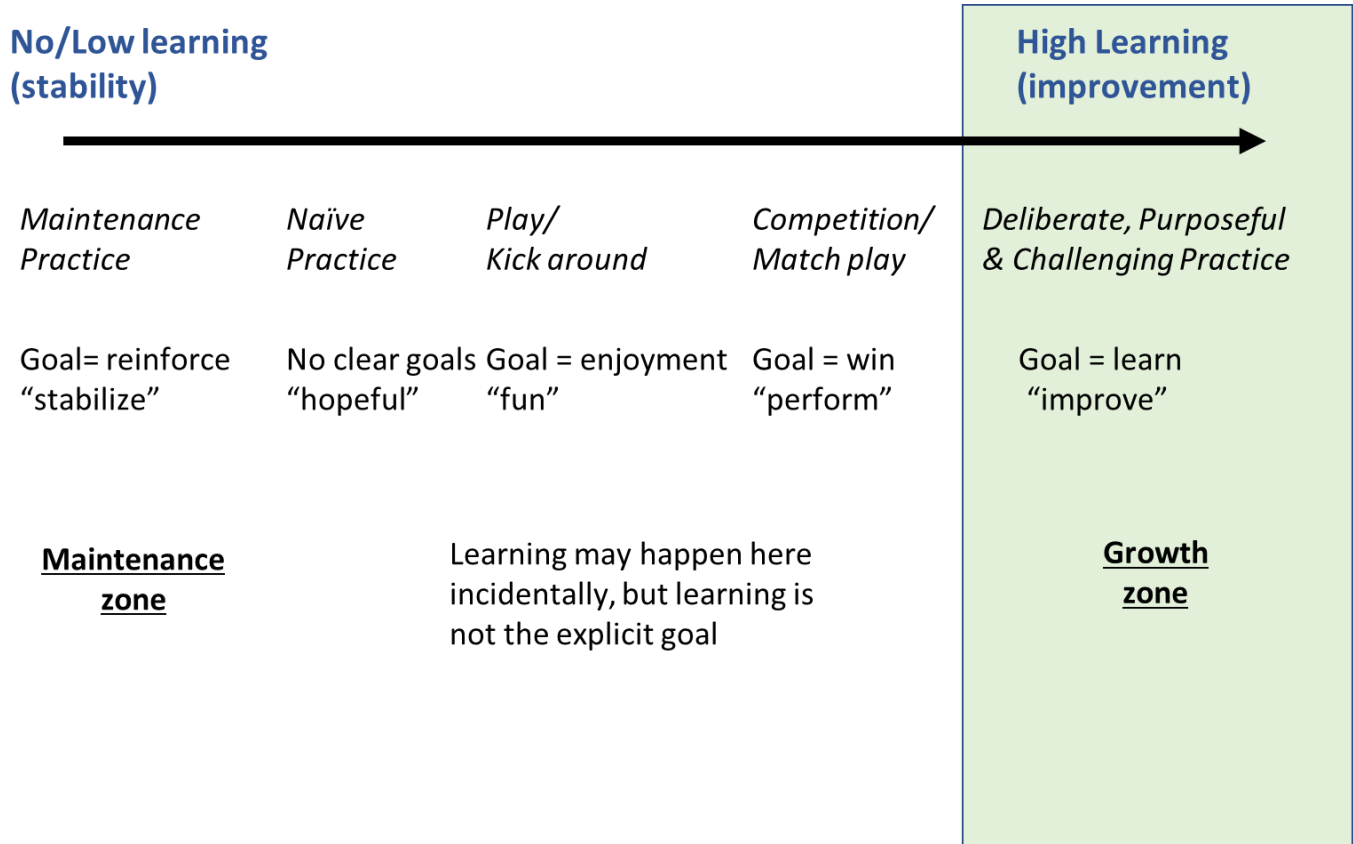 No/Low learning
(stability)
High Learning
(improvement)
Maintenance
Practice
Naïve
Practice
Play/
Kick around
Competition/
Match play
Deliberate, Purposeful
& Challenging Practice
Goal= reinforce
“stabilize”
No clear goals
“hopeful”
Goal = enjoyment
“fun”
Goal = win
“perform”
Goal = learn
“improve”
Maintenance
zone
Learning may happen here
incidentally, but learning is
not the explicit goal
Growth
zone